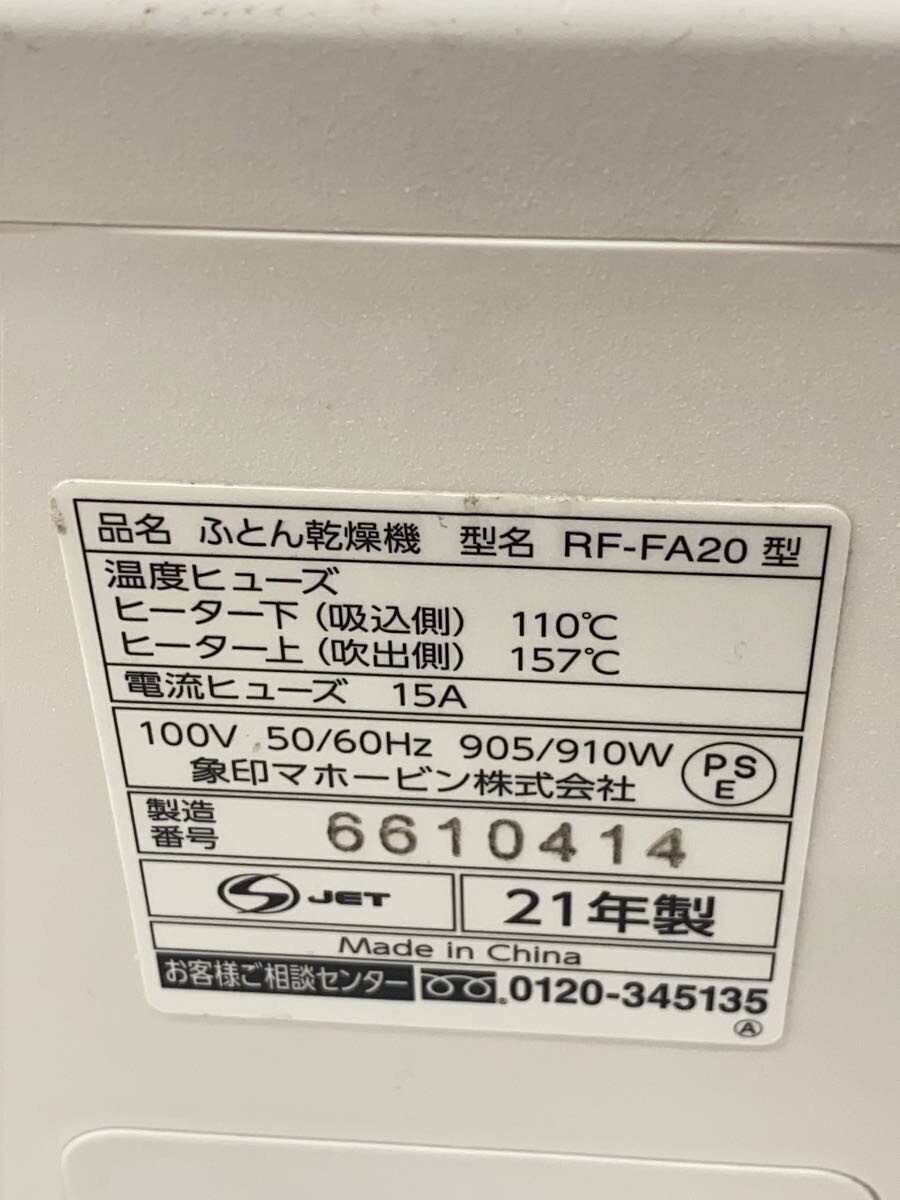 品名 ふとん乾燥機 型名 RF-FA20 型
温度ヒューズ
ヒーター下(吸込側) 110℃
ヒーター上(吹出側) 157℃
電流ヒューズ 15A
100V 50/60Hz 905/910W
象印マホービン株式会社
PSE
製造番号 6610414
JET 21年製
Made in China
お客様ご相談センター 0120-345135
Ⓐ